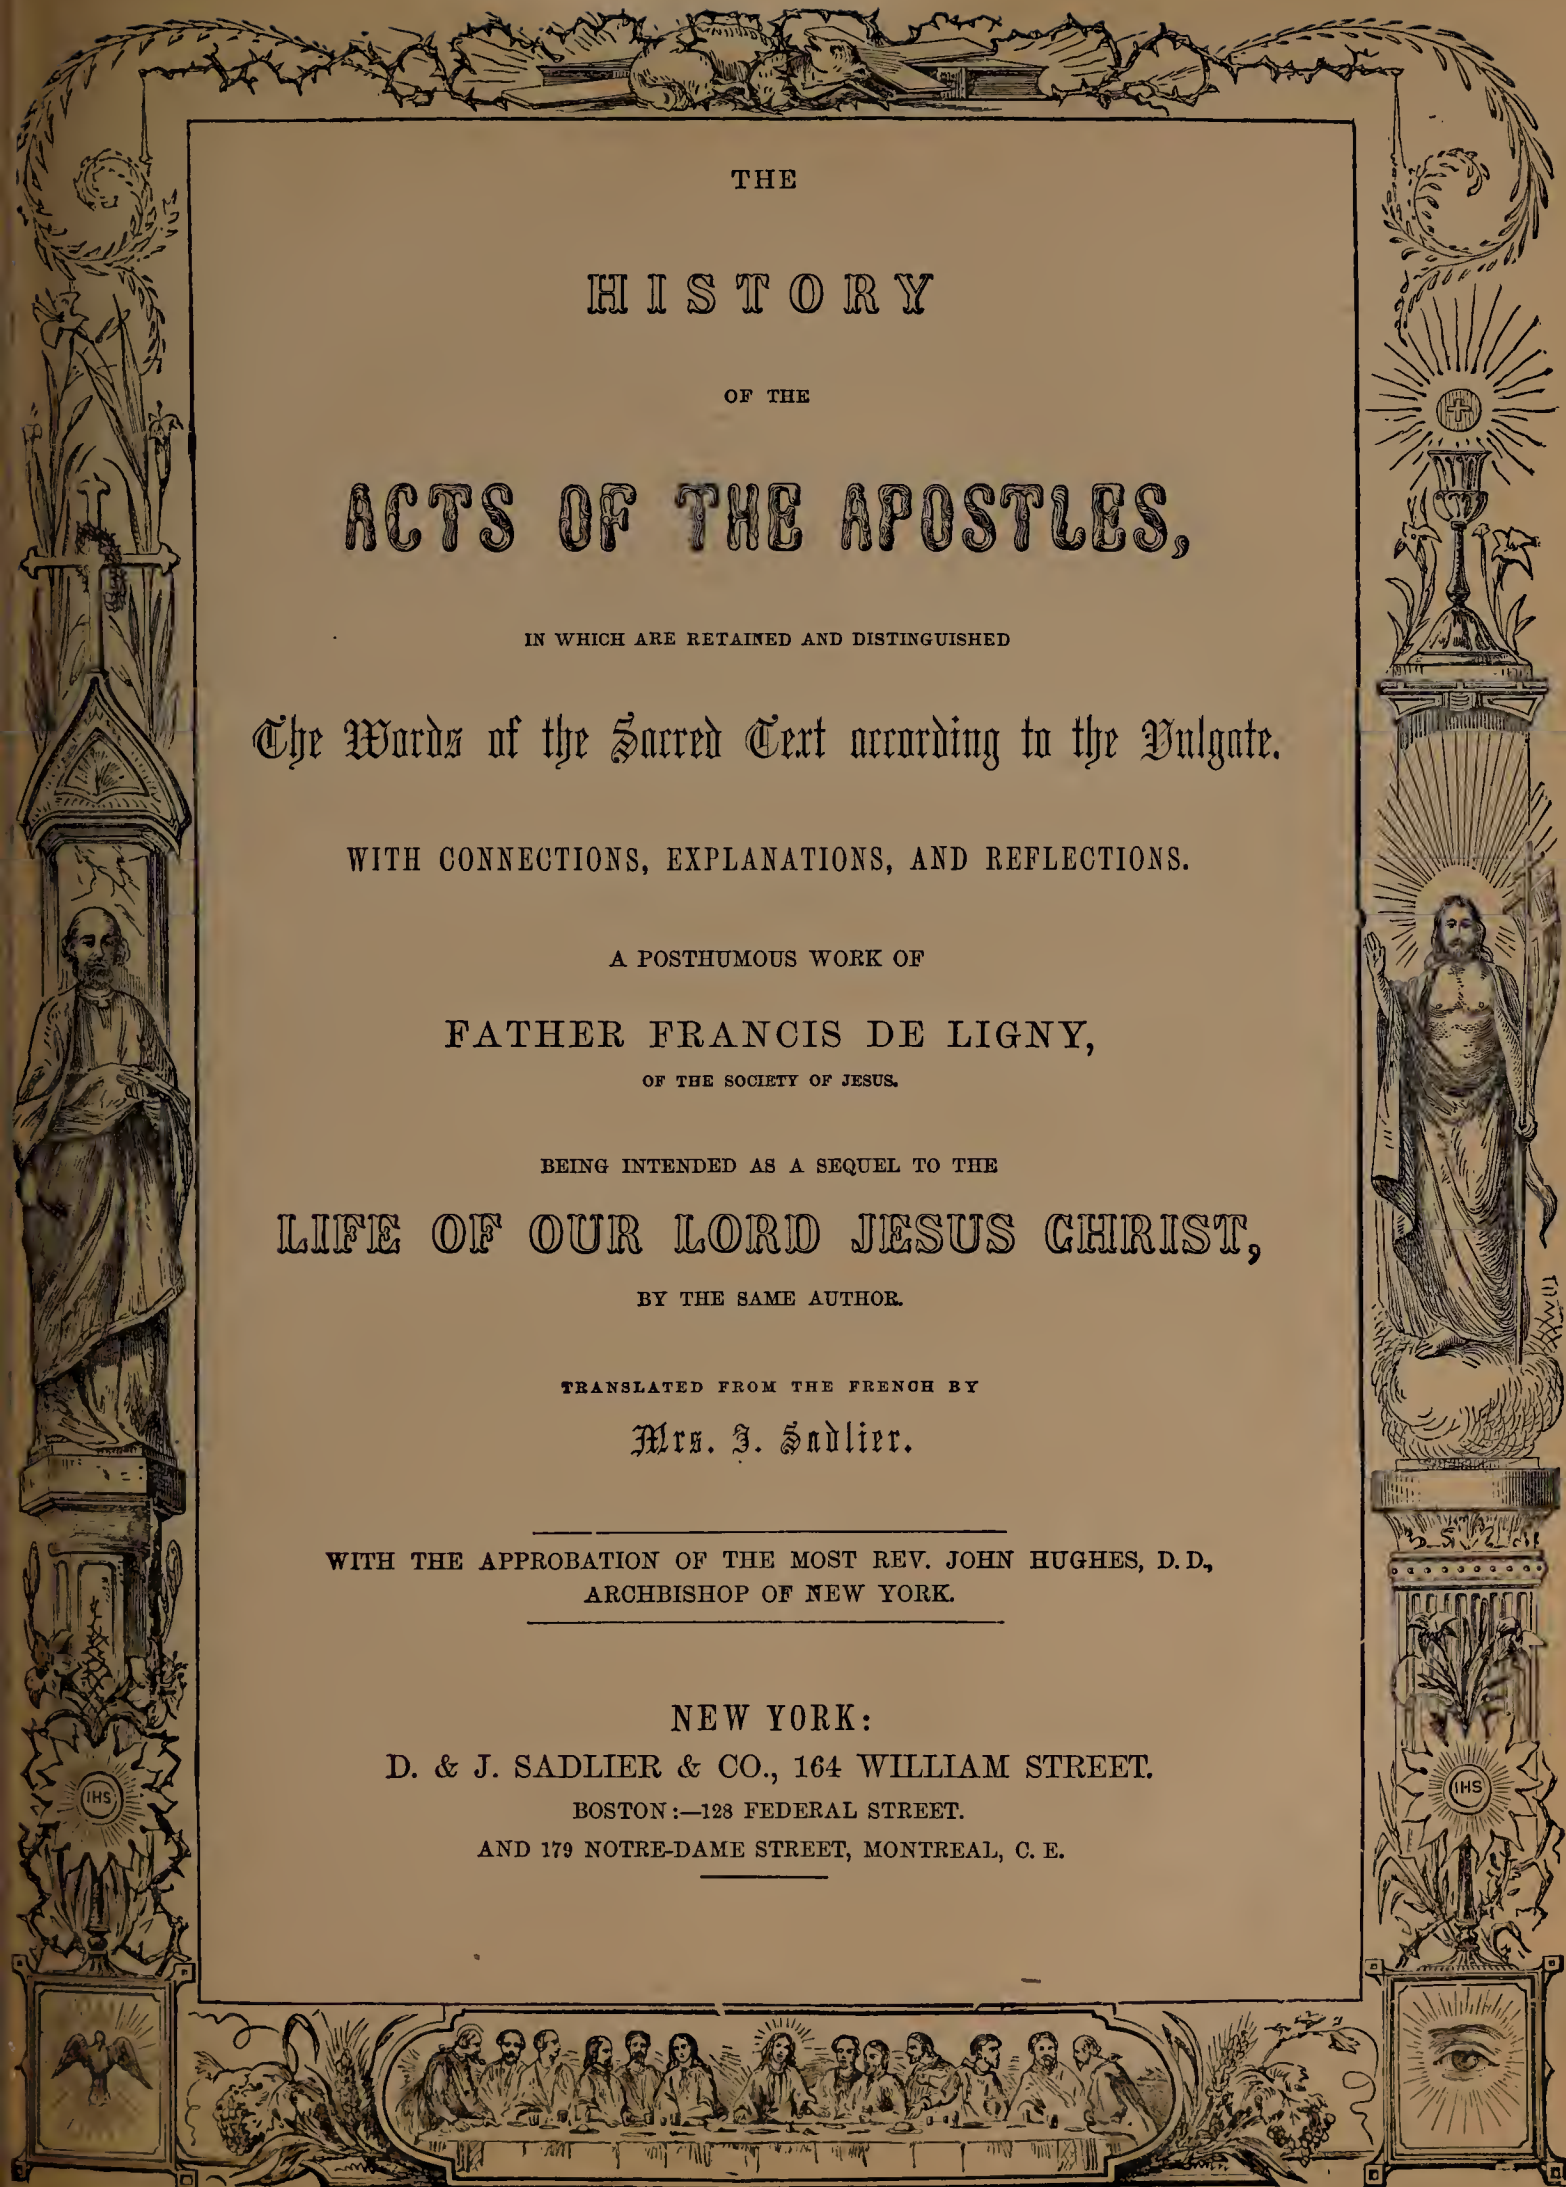 THE
HISTORY
OF THE
ACTS OF THE APOSTLES,
IN WHICH ARE RETAINED AND DISTINGUISHED
The Words of the Sacred Text according to the Vulgate.
WITH CONNECTIONS, EXPLANATIONS, AND REFLECTIONS.
A POSTHUMOUS WORK OF
FATHER FRANCIS DE LIGNY,
OF THE SOCIETY OF JESUS.
BEING INTENDED AS A SEQUEL TO THE
LIFE OF OUR LORD JESUS CHRIST,
BY THE SAME AUTHOR.
TRANSLATED FROM THE FRENCH BY
Mrs. J. Sadlier.
WITH THE APPROBATION OF THE MOST REV. JOHN HUGHES, D. D.,
ARCHBISHOP OF NEW YORK.
NEW YORK:
D. & J. SADLIER & CO., 164 WILLIAM STREET.
BOSTON:—128 FEDERAL STREET.
AND 179 NOTRE-DAME STREET, MONTREAL, C. E.
IHS
IHS